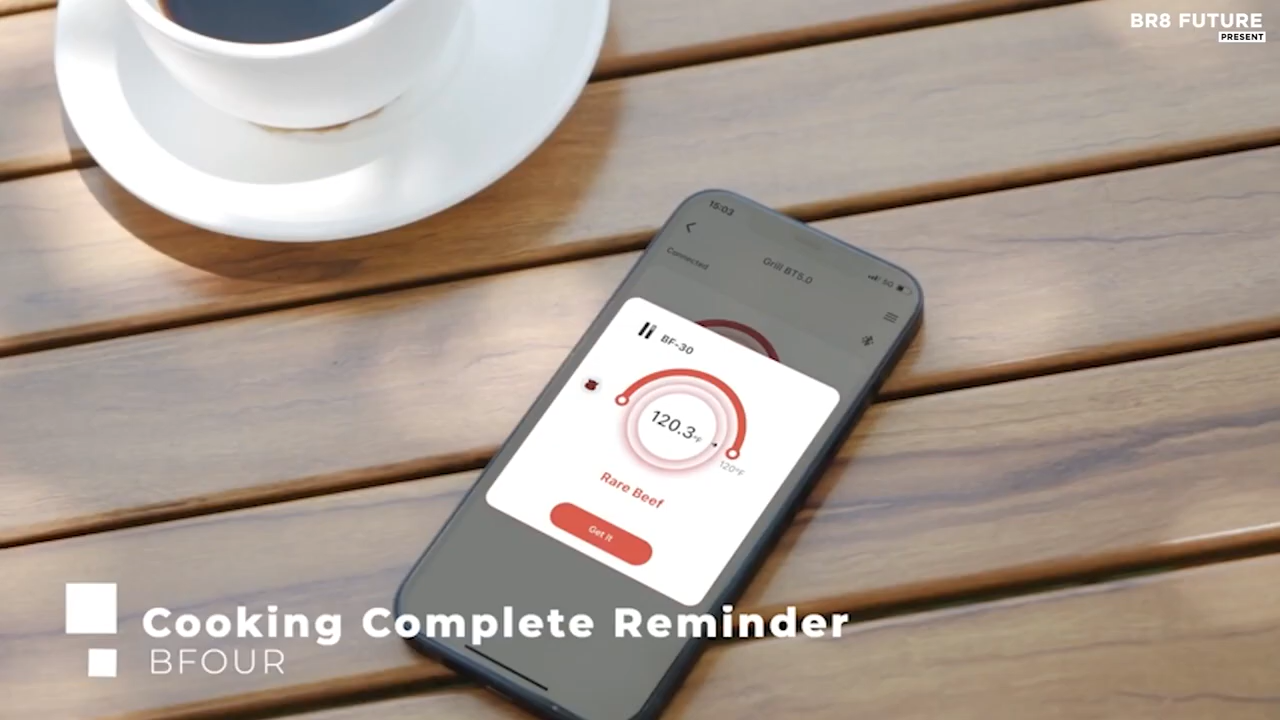 BR8 FUTURE
PRESENT
15:03
5G
Connected
Grill BT5.0
BF-30
120.3°F
120°F
Rare Beef
Get It
Cooking Complete Reminder
BFOUR